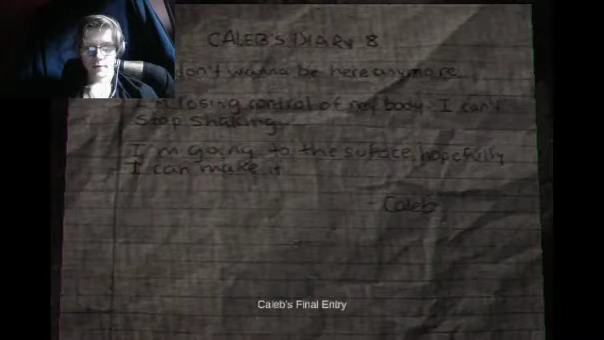 CALEB'S DIARY 8
don't wanna be here anymore.
I'm losing control of my body. I can't
stop shaking.
I'm going to the surface, hopefully
I can make it
Caleb
Caleb's Final Entry